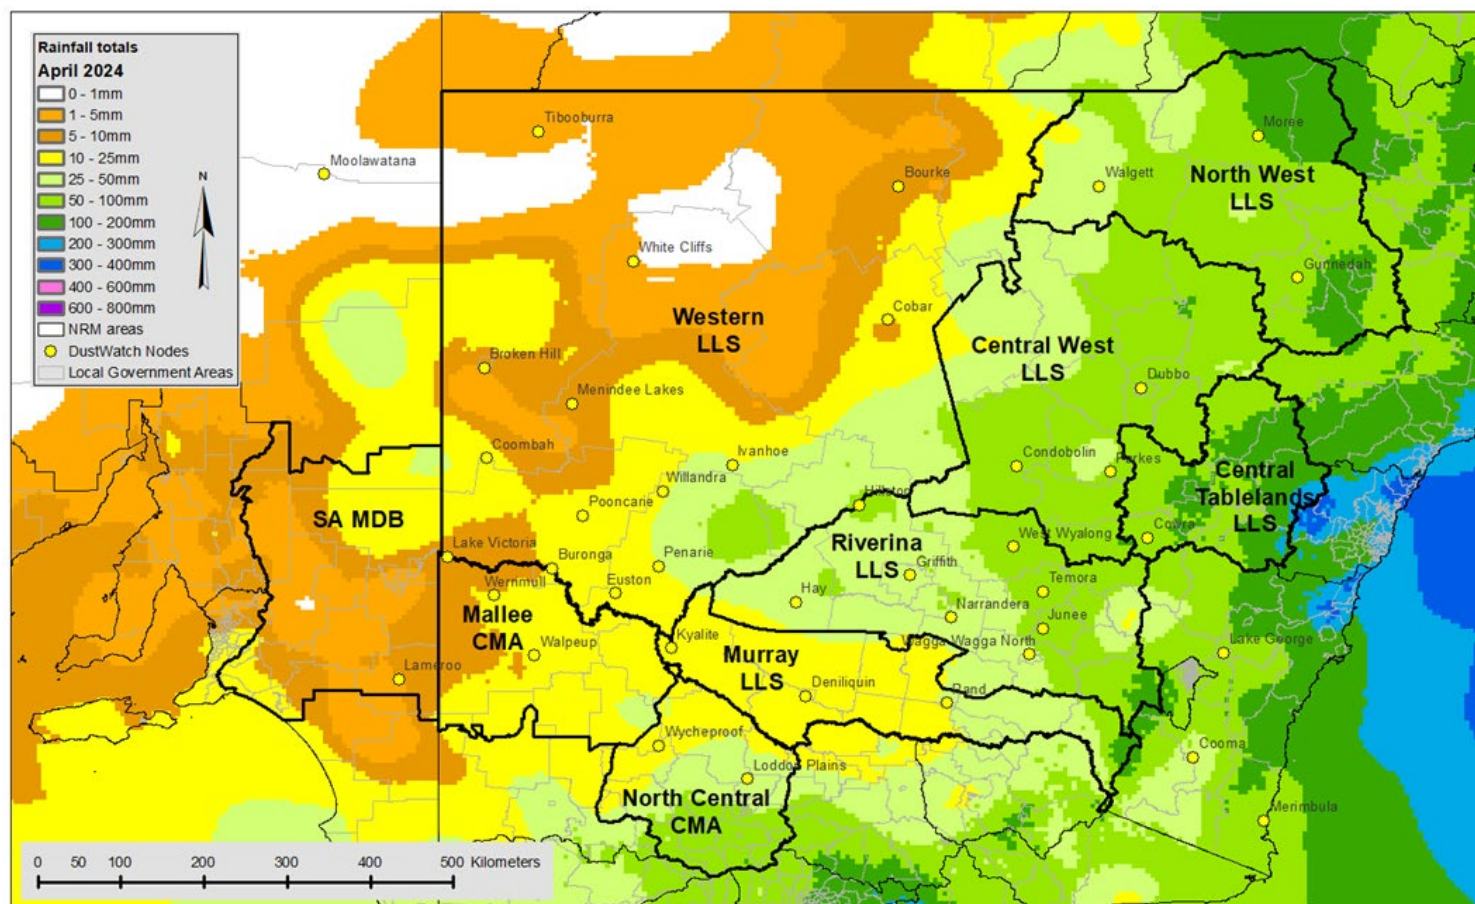 Rainfall totals
April 2024
0 - 1mm
1 - 5mm
5 - 10mm
10 - 25mm
25 - 50mm
50 - 100mm
100 - 200mm
200 - 300mm
300 - 400mm
400 - 600mm
600 - 800mm
NRM areas
DustWatch Nodes
Local Government Areas
N
Tibooburra
Moolawatana
Moree
Bourke
Walgett
North West
LLS
White Cliffs
Gunnedah
Western
LLS
Cobar
Central West
LLS
Broken Hill
Menindee Lakes
Dubbo
Coombah
Ivanhoe
Willandra
Condobolin
Parkes
Central
Tablelands
LLS
Pooncarie
Hillston
SA MDB
Cowra
West Wyalong
Riverina
LLS
Lake Victoria
Buronga
Penarie
Griffith
Werrimull
Euston
Hay
Temora
Mallee
CMA
Narrandera
Junee
Walpeup
Kyalite
Wagga Wagga North
Lake George
Murray
LLS
Lameroo
Deniliquin
Rand
Wycheproof
Cooma
Loddon Plains
North Central
CMA
Merimbula
0 50 100 200 300 400 500 Kilometers